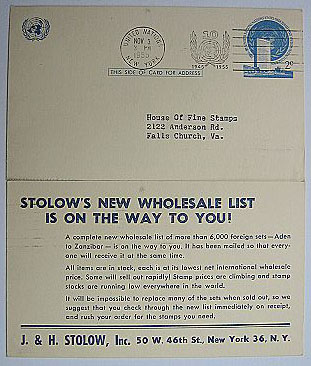 UNITED NATIONS
NOV 3
PM
1955
NEW YORK
10
1945 1955
2¢
THIS SIDE OF CARD FOR ADDRESS
House Of Fine Stamps
2122 Anderson Rd.
Falls Church, Va.
STOLOW'S NEW WHOLESALE LIST
IS ON THE WAY TO YOU!
A complete new wholesale list of more than 6,000 foreign sets—Aden
to Zanzibar—is on the way to you. It has been mailed so that every-
one will receive it at the same time.
All items are in stock, each is at its lowest net international wholesale
price. Some will sell out rapidly! Stamp prices are climbing and stamp
stocks are running low everywhere in the world.
It will be impossible to replace many of the sets when sold out, so we
suggest that you check through the new list immediately on receipt,
and rush your order for the stamps you need.
J. & H. STOLOW, Inc. 50 W. 46th St., New York 36, N. Y.